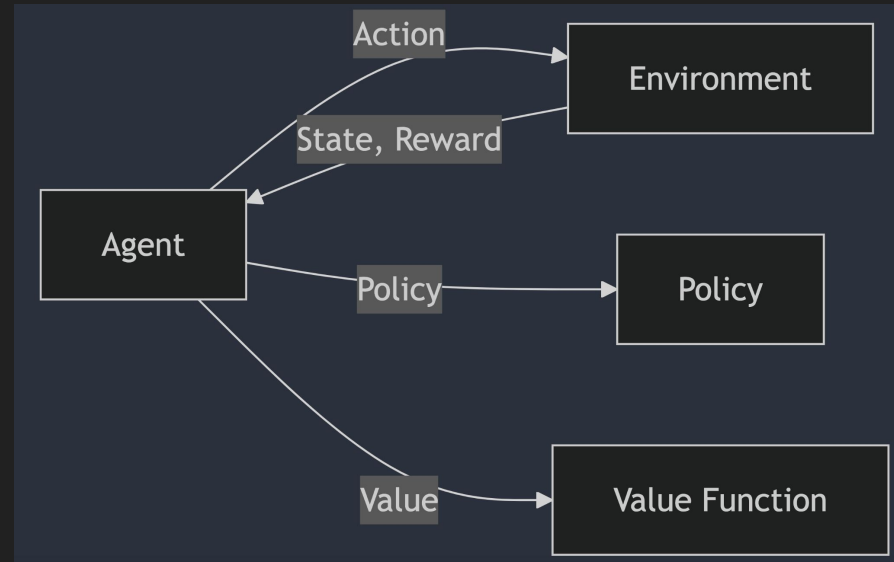 Action
Environment
State, Reward
Agent
Policy
Policy
Value
Value Function